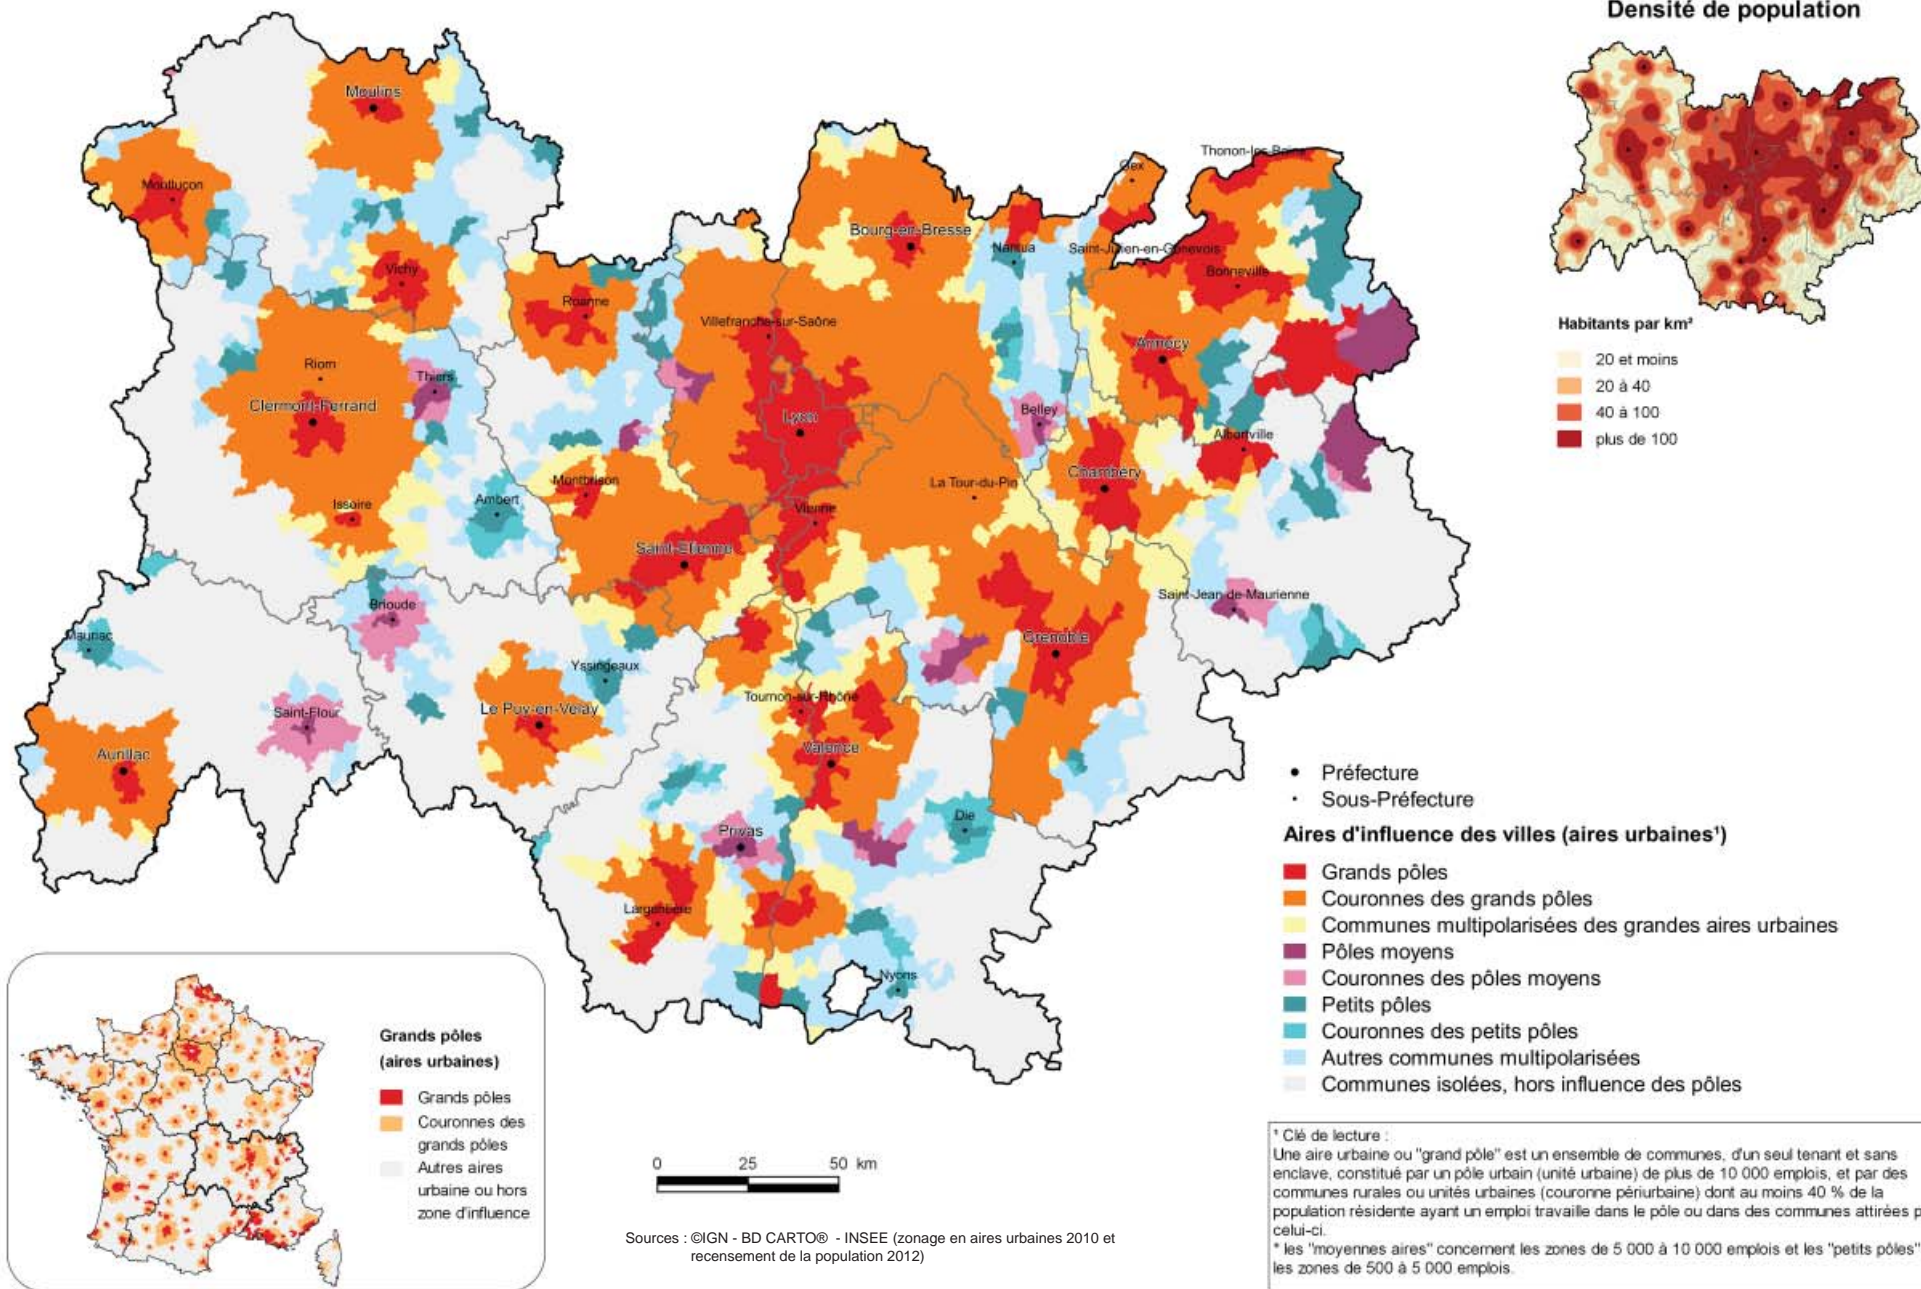 Densité de population
Moulins
Montluçon
Vichy
Roanne
Riom
Thiers
Clermont-Ferrand
Issoire
Ambert
Montbrison
Saint-Etienne
Villefranche-sur-Saône
Lyon
Vienne
Bourg-en-Bresse
Nantua
Gex
Thonon-les-Bains
Saint-Julien-en-Genevois
Bonneville
Annecy
Belley
Albertville
Chambéry
La Tour-du-Pin
Saint-Jean-de-Maurienne
Grenoble
Brioude
Mauriac
Saint-Flour
Aurillac
Yssingeaux
Le Puy-en-Velay
Tournon-sur-Rhône
Valence
Privas
Die
Largentière
Nyons
Habitants par km²
20 et moins
20 à 40
40 à 100
plus de 100
Préfecture
Sous-Préfecture
Aires d'influence des villes (aires urbaines¹)
Grands pôles
Couronnes des grands pôles
Communes multipolarisées des grandes aires urbaines
Pôles moyens
Couronnes des pôles moyens
Petits pôles
Couronnes des petits pôles
Autres communes multipolarisées
Communes isolées, hors influence des pôles
Grands pôles
(aires urbaines)
Grands pôles
Couronnes des
grands pôles
Autres aires
urbaine ou hors
zone d'influence
0 25 50 km
Sources : ©IGN - BD CARTO® - INSEE (zonage en aires urbaines 2010 et
recensement de la population 2012)
¹ Clé de lecture :
Une aire urbaine ou "grand pôle" est un ensemble de communes, d'un seul tenant et sans
enclave, constitué par un pôle urbain (unité urbaine) de plus de 10 000 emplois, et par des
communes rurales ou unités urbaines (couronne périurbaine) dont au moins 40 % de la
population résidente ayant un emploi travaille dans le pôle ou dans des communes attirées p
celui-ci.
* les "moyennes aires" concernent les zones de 5 000 à 10 000 emplois et les "petits pôles"
les zones de 500 à 5 000 emplois.